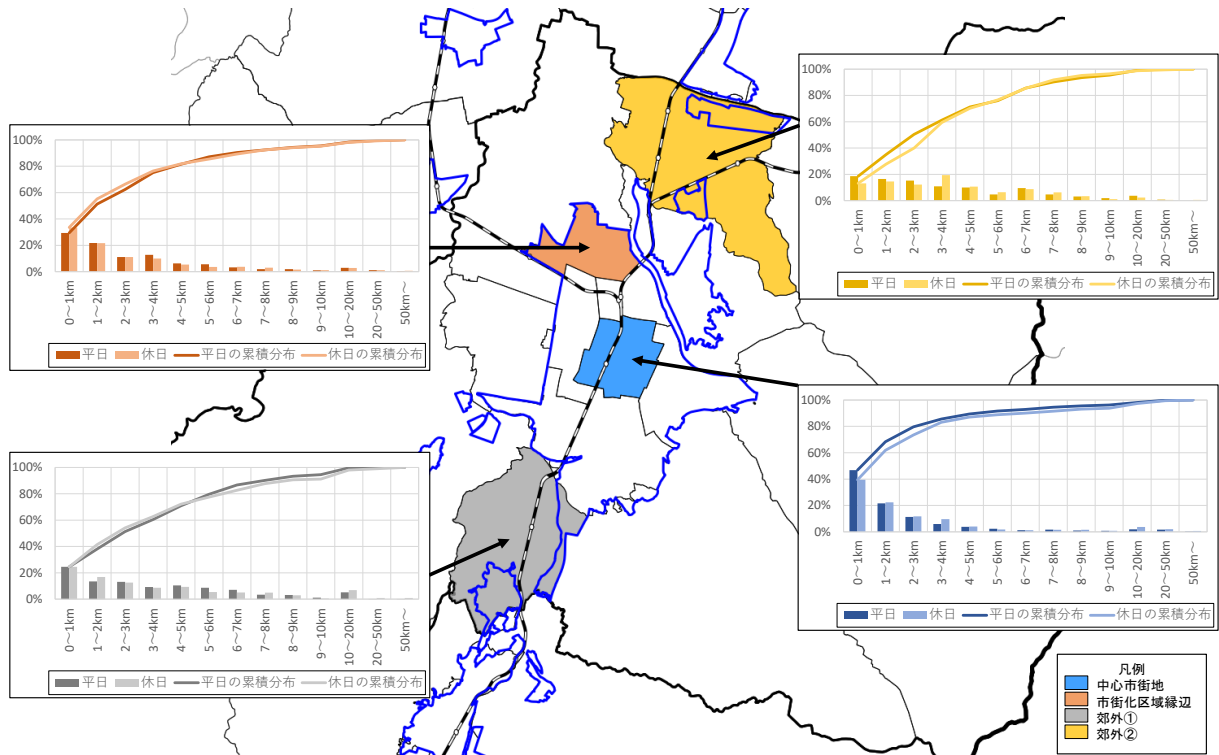 100%
80%
60%
40%
20%
0%
0～1km
1～2km
2～3km
3～4km
4～5km
5～6km
6～7km
7～8km
8～9km
9～10km
10～20km
20～50km
50km～
平日 休日 平日の累積分布 休日の累積分布
100%
80%
60%
40%
20%
0%
0～1km
1～2km
2～3km
3～4km
4～5km
5～6km
6～7km
7～8km
8～9km
9～10km
10～20km
20～50km
50km～
平日 休日 平日の累積分布 休日の累積分布
100%
80%
60%
40%
20%
0%
0～1km
1～2km
2～3km
3～4km
4～5km
5～6km
6～7km
7～8km
8～9km
9～10km
10～20km
20～50km
50km～
平日 休日 平日の累積分布 休日の累積分布
100%
80%
60%
40%
20%
0%
0～1km
1～2km
2～3km
3～4km
4～5km
5～6km
6～7km
7～8km
8～9km
9～10km
10～20km
20～50km
50km～
平日 休日 平日の累積分布 休日の累積分布
凡例
中心市街地
市街化区域縁辺
郊外①
郊外②